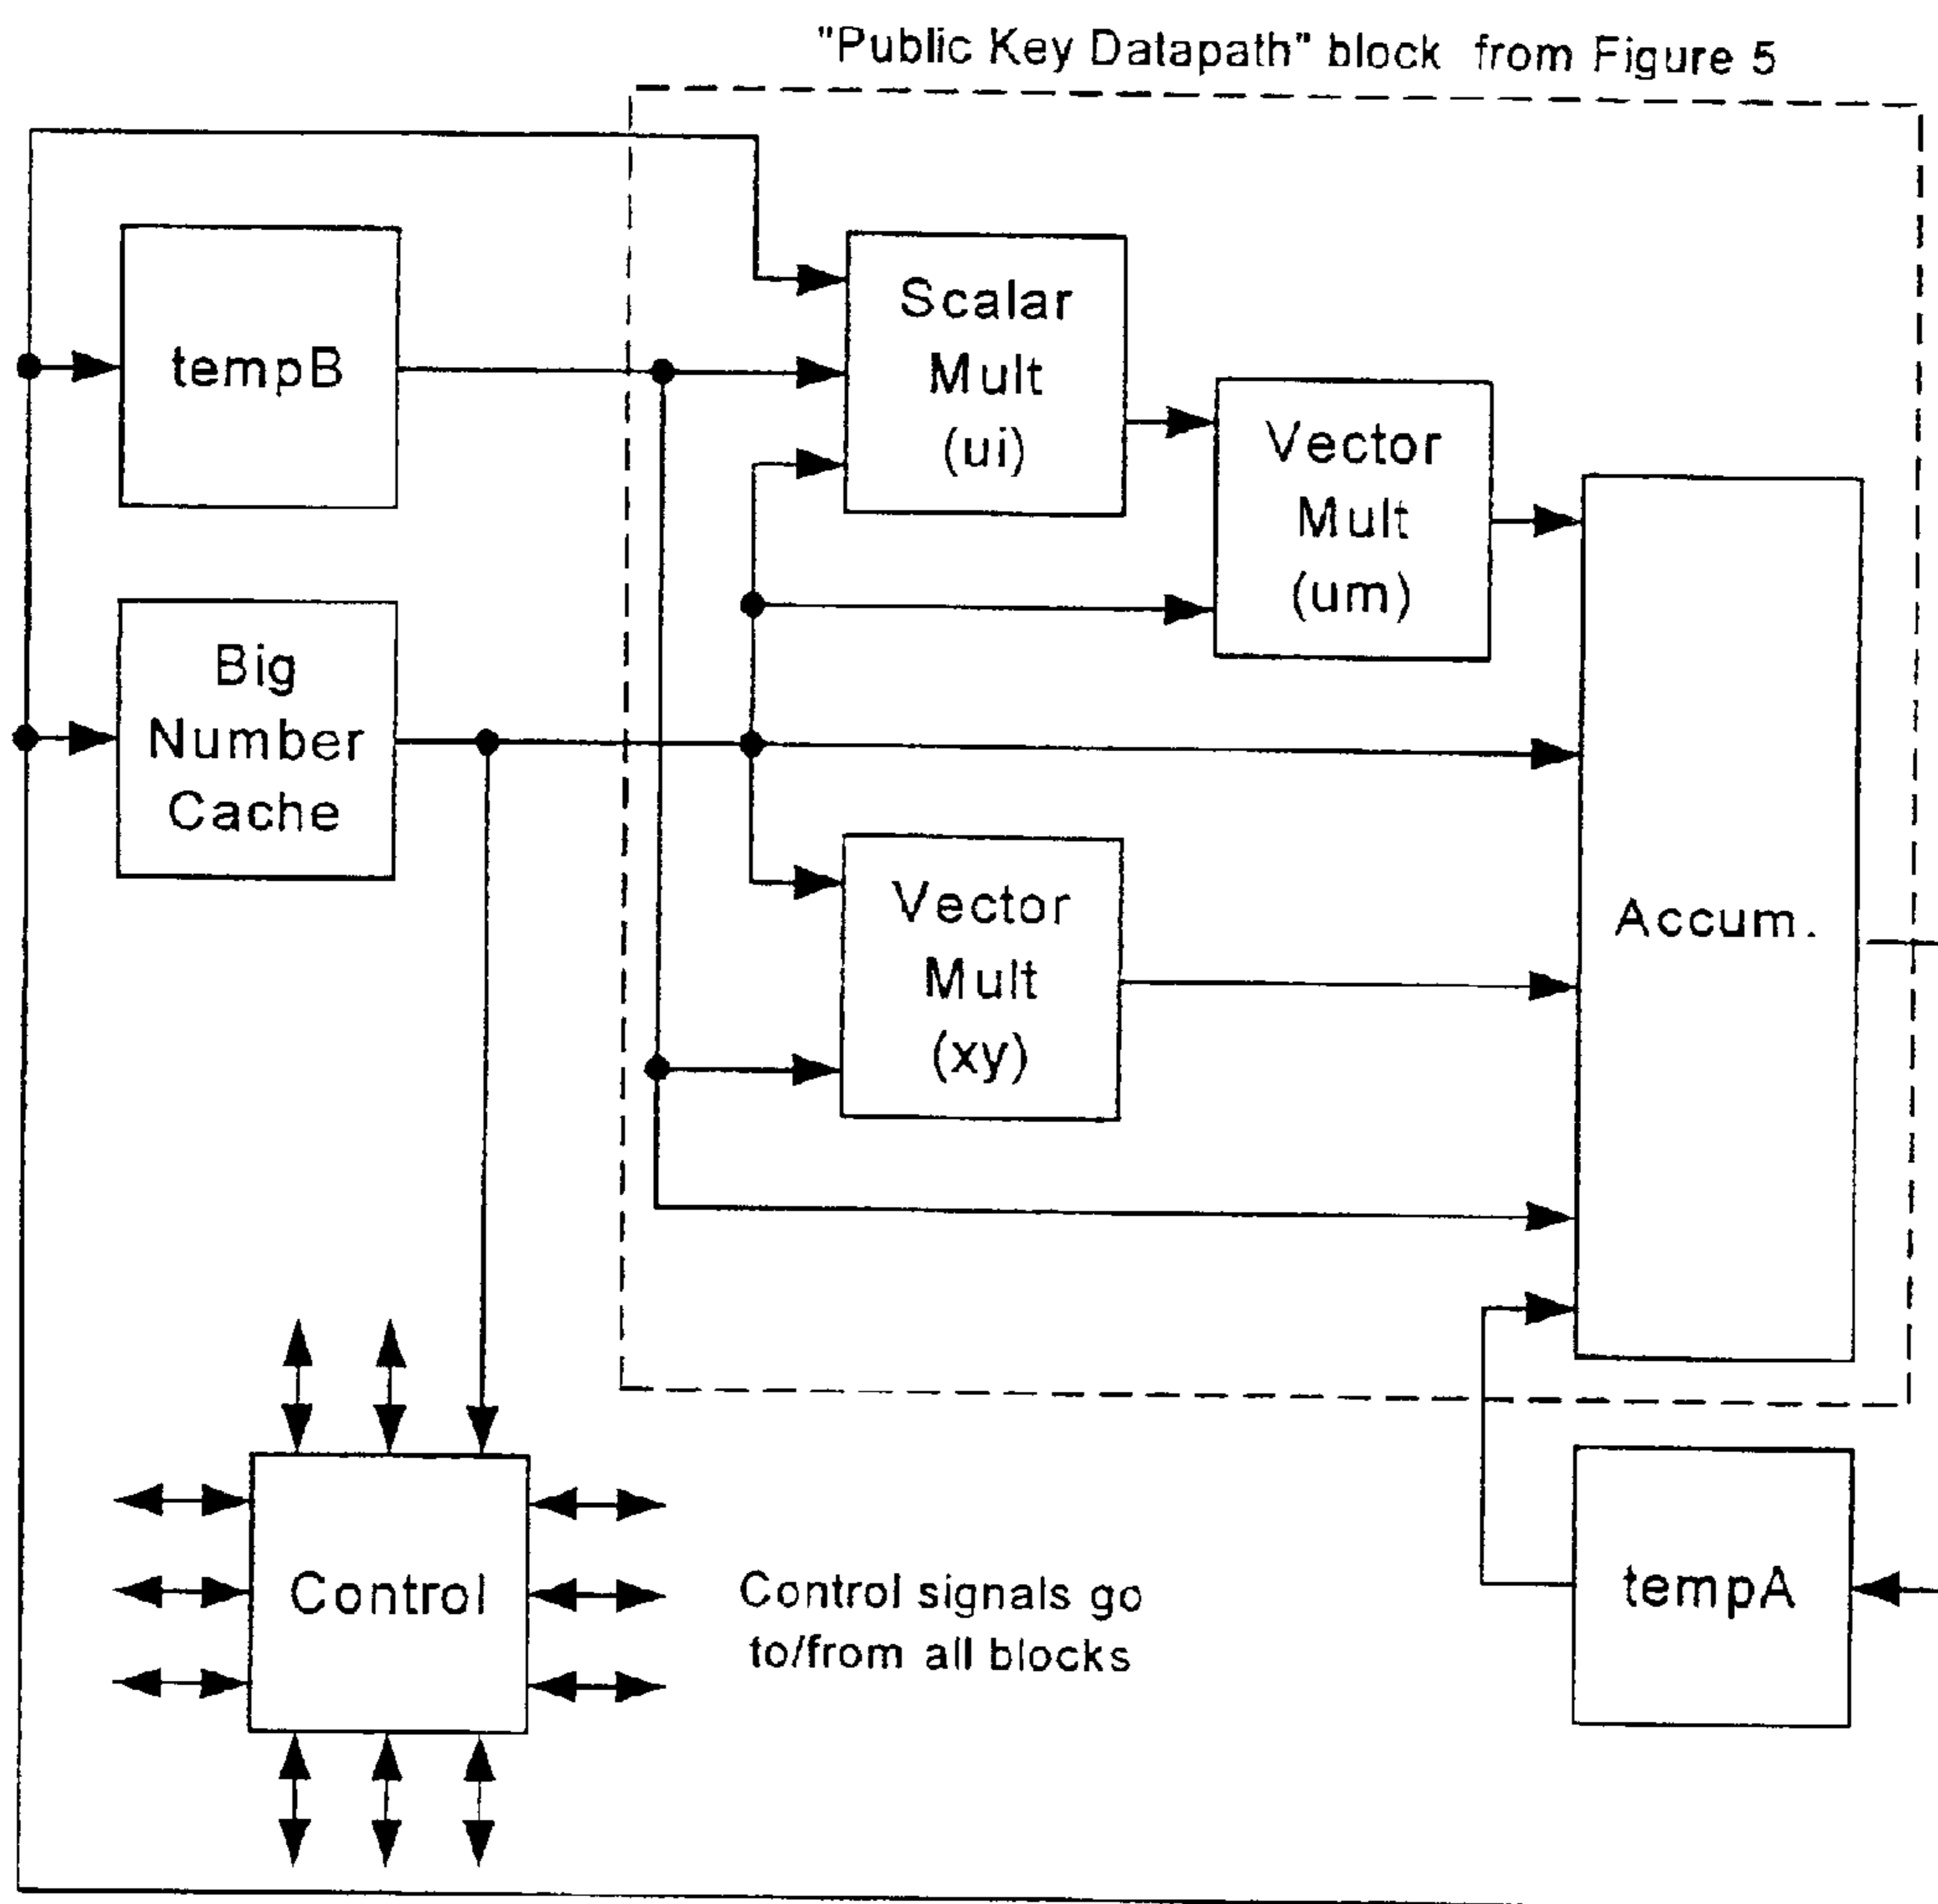 "Public Key Datapath" block from Figure 5
tempB
Scalar
Mult
(ui)
Vector
Mult
(um)
Big
Number
Cache
Vector
Mult
(xy)
Accum.
Control
Control signals go
to/from all blocks
tempA